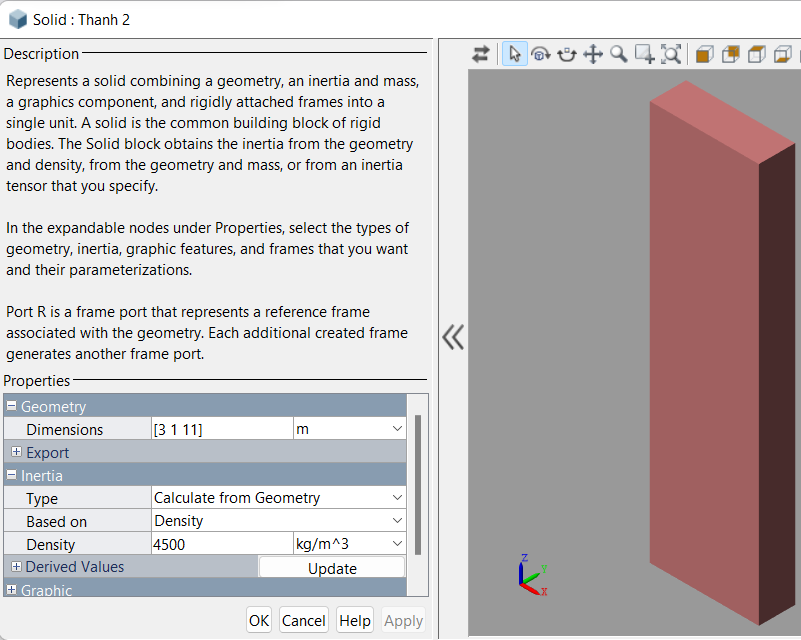 Solid : Thanh 2
Description
Represents a solid combining a geometry, an inertia and mass,
a graphics component, and rigidly attached frames into a
single unit. A solid is the common building block of rigid
bodies. The Solid block obtains the inertia from the geometry
and density, from the geometry and mass, or from an inertia
tensor that you specify.
In the expandable nodes under Properties, select the types of
geometry, inertia, graphic features, and frames that you want
and their parameterizations.
Port R is a frame port that represents a reference frame
associated with the geometry. Each additional created frame
generates another frame port.
Properties
Geometry
Dimensions [3 1 11] m
Export
Inertia
Type Calculate from Geometry
Based on Density
Density 4500 kg/m^3
Derived Values Update
Graphic
OK Cancel Help Apply
z
y
x